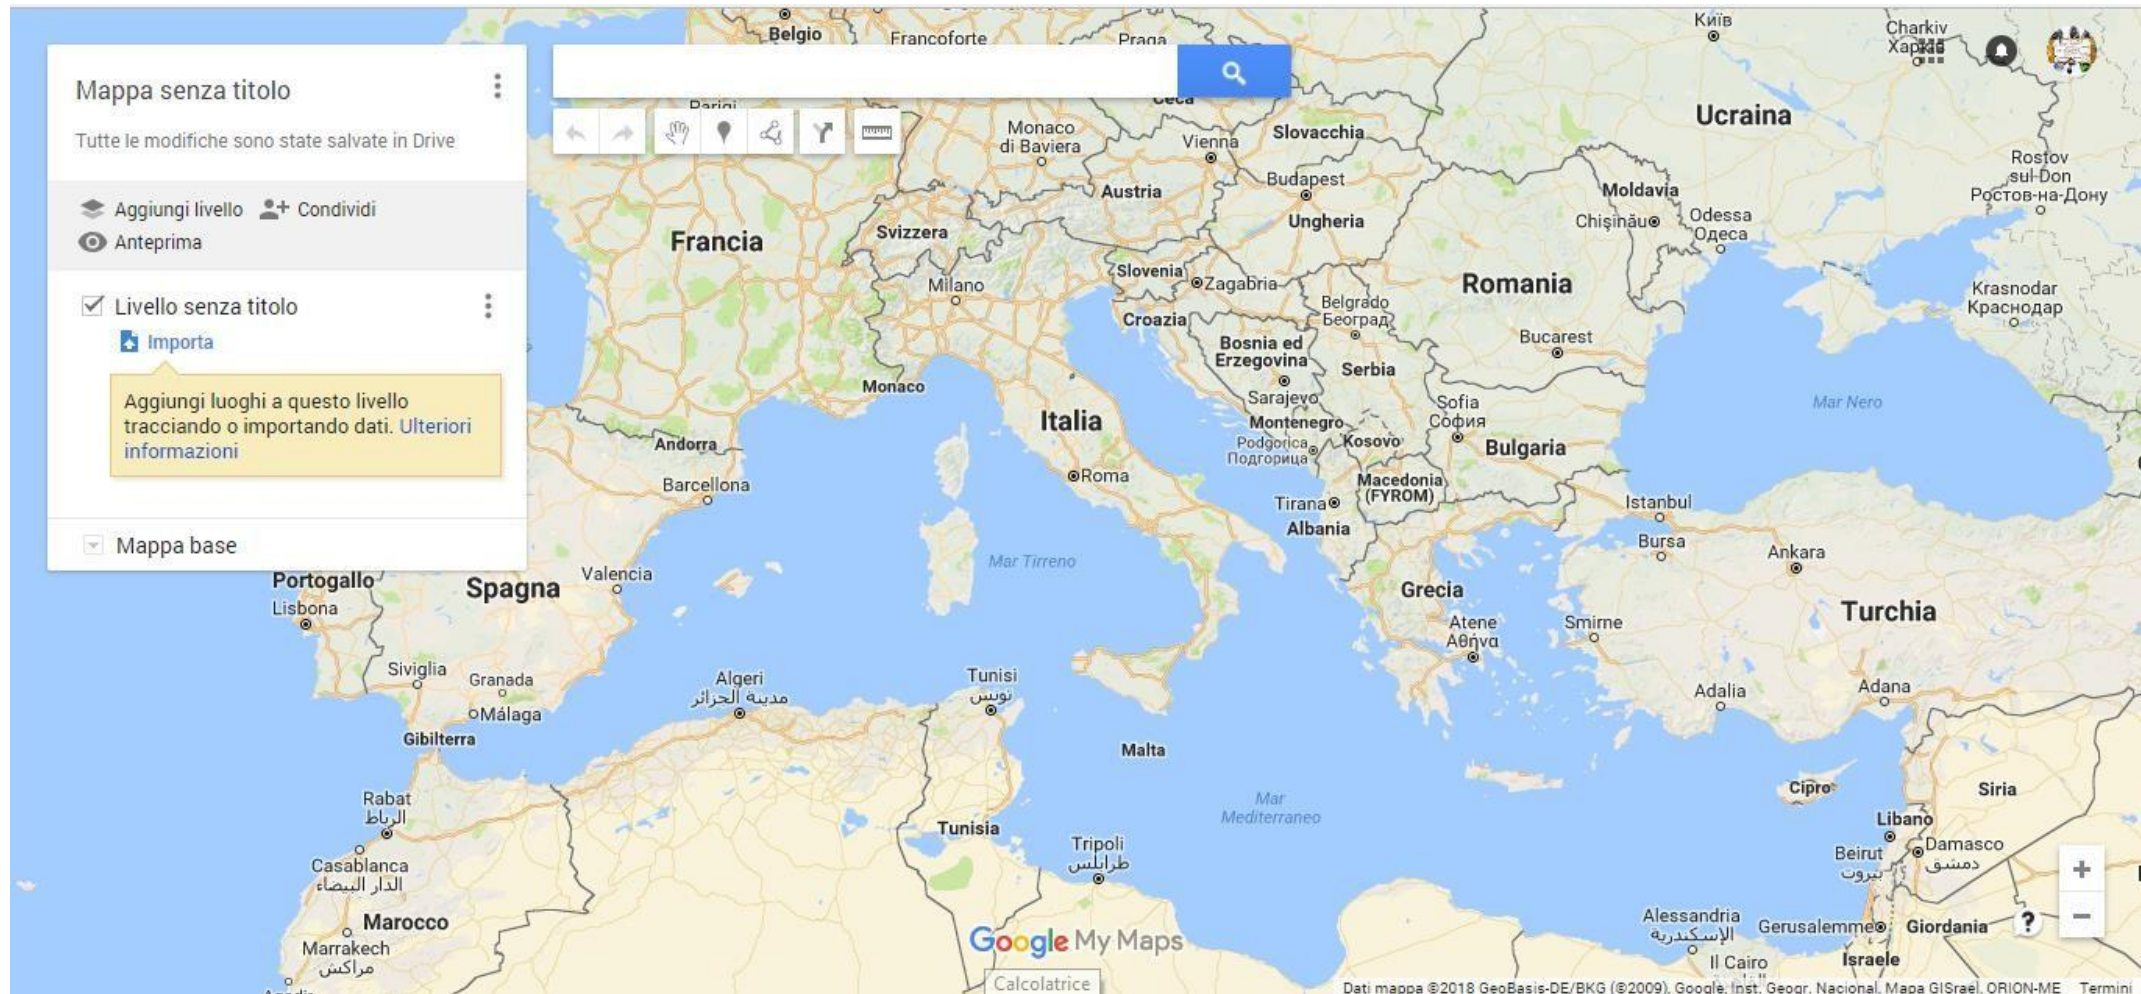 Mappa senza titolo
Tutte le modifiche sono state salvate in Drive
Aggiungi livello
Condividi
Anteprima
Livello senza titolo
Importa
Aggiungi luoghi a questo livello
tracciando o importando dati. Ulteriori
informazioni
Mappa base
Belgio
Francoforte
Praga
Київ
Charkiv
Харків
Parigi
Ceca
Monaco
di Baviera
Vienna
Slovacchia
Ucraina
Rostov
sul Don
Ростов-на-Дону
Austria
Budapest
Ungheria
Moldavia
Chişinău
Odessa
Одеса
Francia
Svizzera
Milano
Slovenia
Zagabria
Croazia
Belgrado
Београд
Romania
Krasnodar
Краснодар
Bucarest
Bosnia ed
Erzegovina
Serbia
Sarajevo
Monaco
Mar Nero
Italia
Sofia
София
Montenegro
Podgorica
Подгорица
Kosovo
Bulgaria
Andorra
Barcellona
Roma
Macedonia
(FYROM)
Tirana
Albania
Istanbul
Bursa
Ankara
Mar Tirreno
Portogallo
Lisbona
Spagna
Valencia
Grecia
Atene
Αθήνα
Smirne
Turchia
Siviglia
Granada
Málaga
Gibilterra
Algeri
مدينة الجزائر
Tunisi
تونس
Adalia
Adana
Malta
Cipro
Siria
Rabat
الرباط
Mar
Mediterraneo
Tunisia
Tripoli
طرابلس
Libano
Beirut
بيروت
Damasco
دمشق
Casablanca
الدار البيضاء
Marocco
Marrakech
مراكش
Alessandria
الإسكندرية
Gerusalemme
Giordania
?
Il Cairo
Israele
Google My Maps
Calcolatrice
Dati mappa ©2018 GeoBasis-DE/BKG (©2009), Google, Inst. Geogr. Nacional, Mapa GISrael, ORION-ME Termini